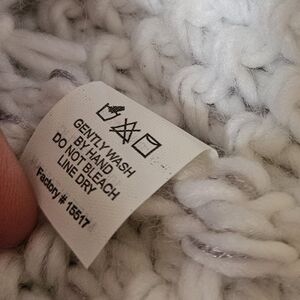 GENTLY WASH
BY HAND
DO NOT BLEACH
LINE DRY
Factory # 15517